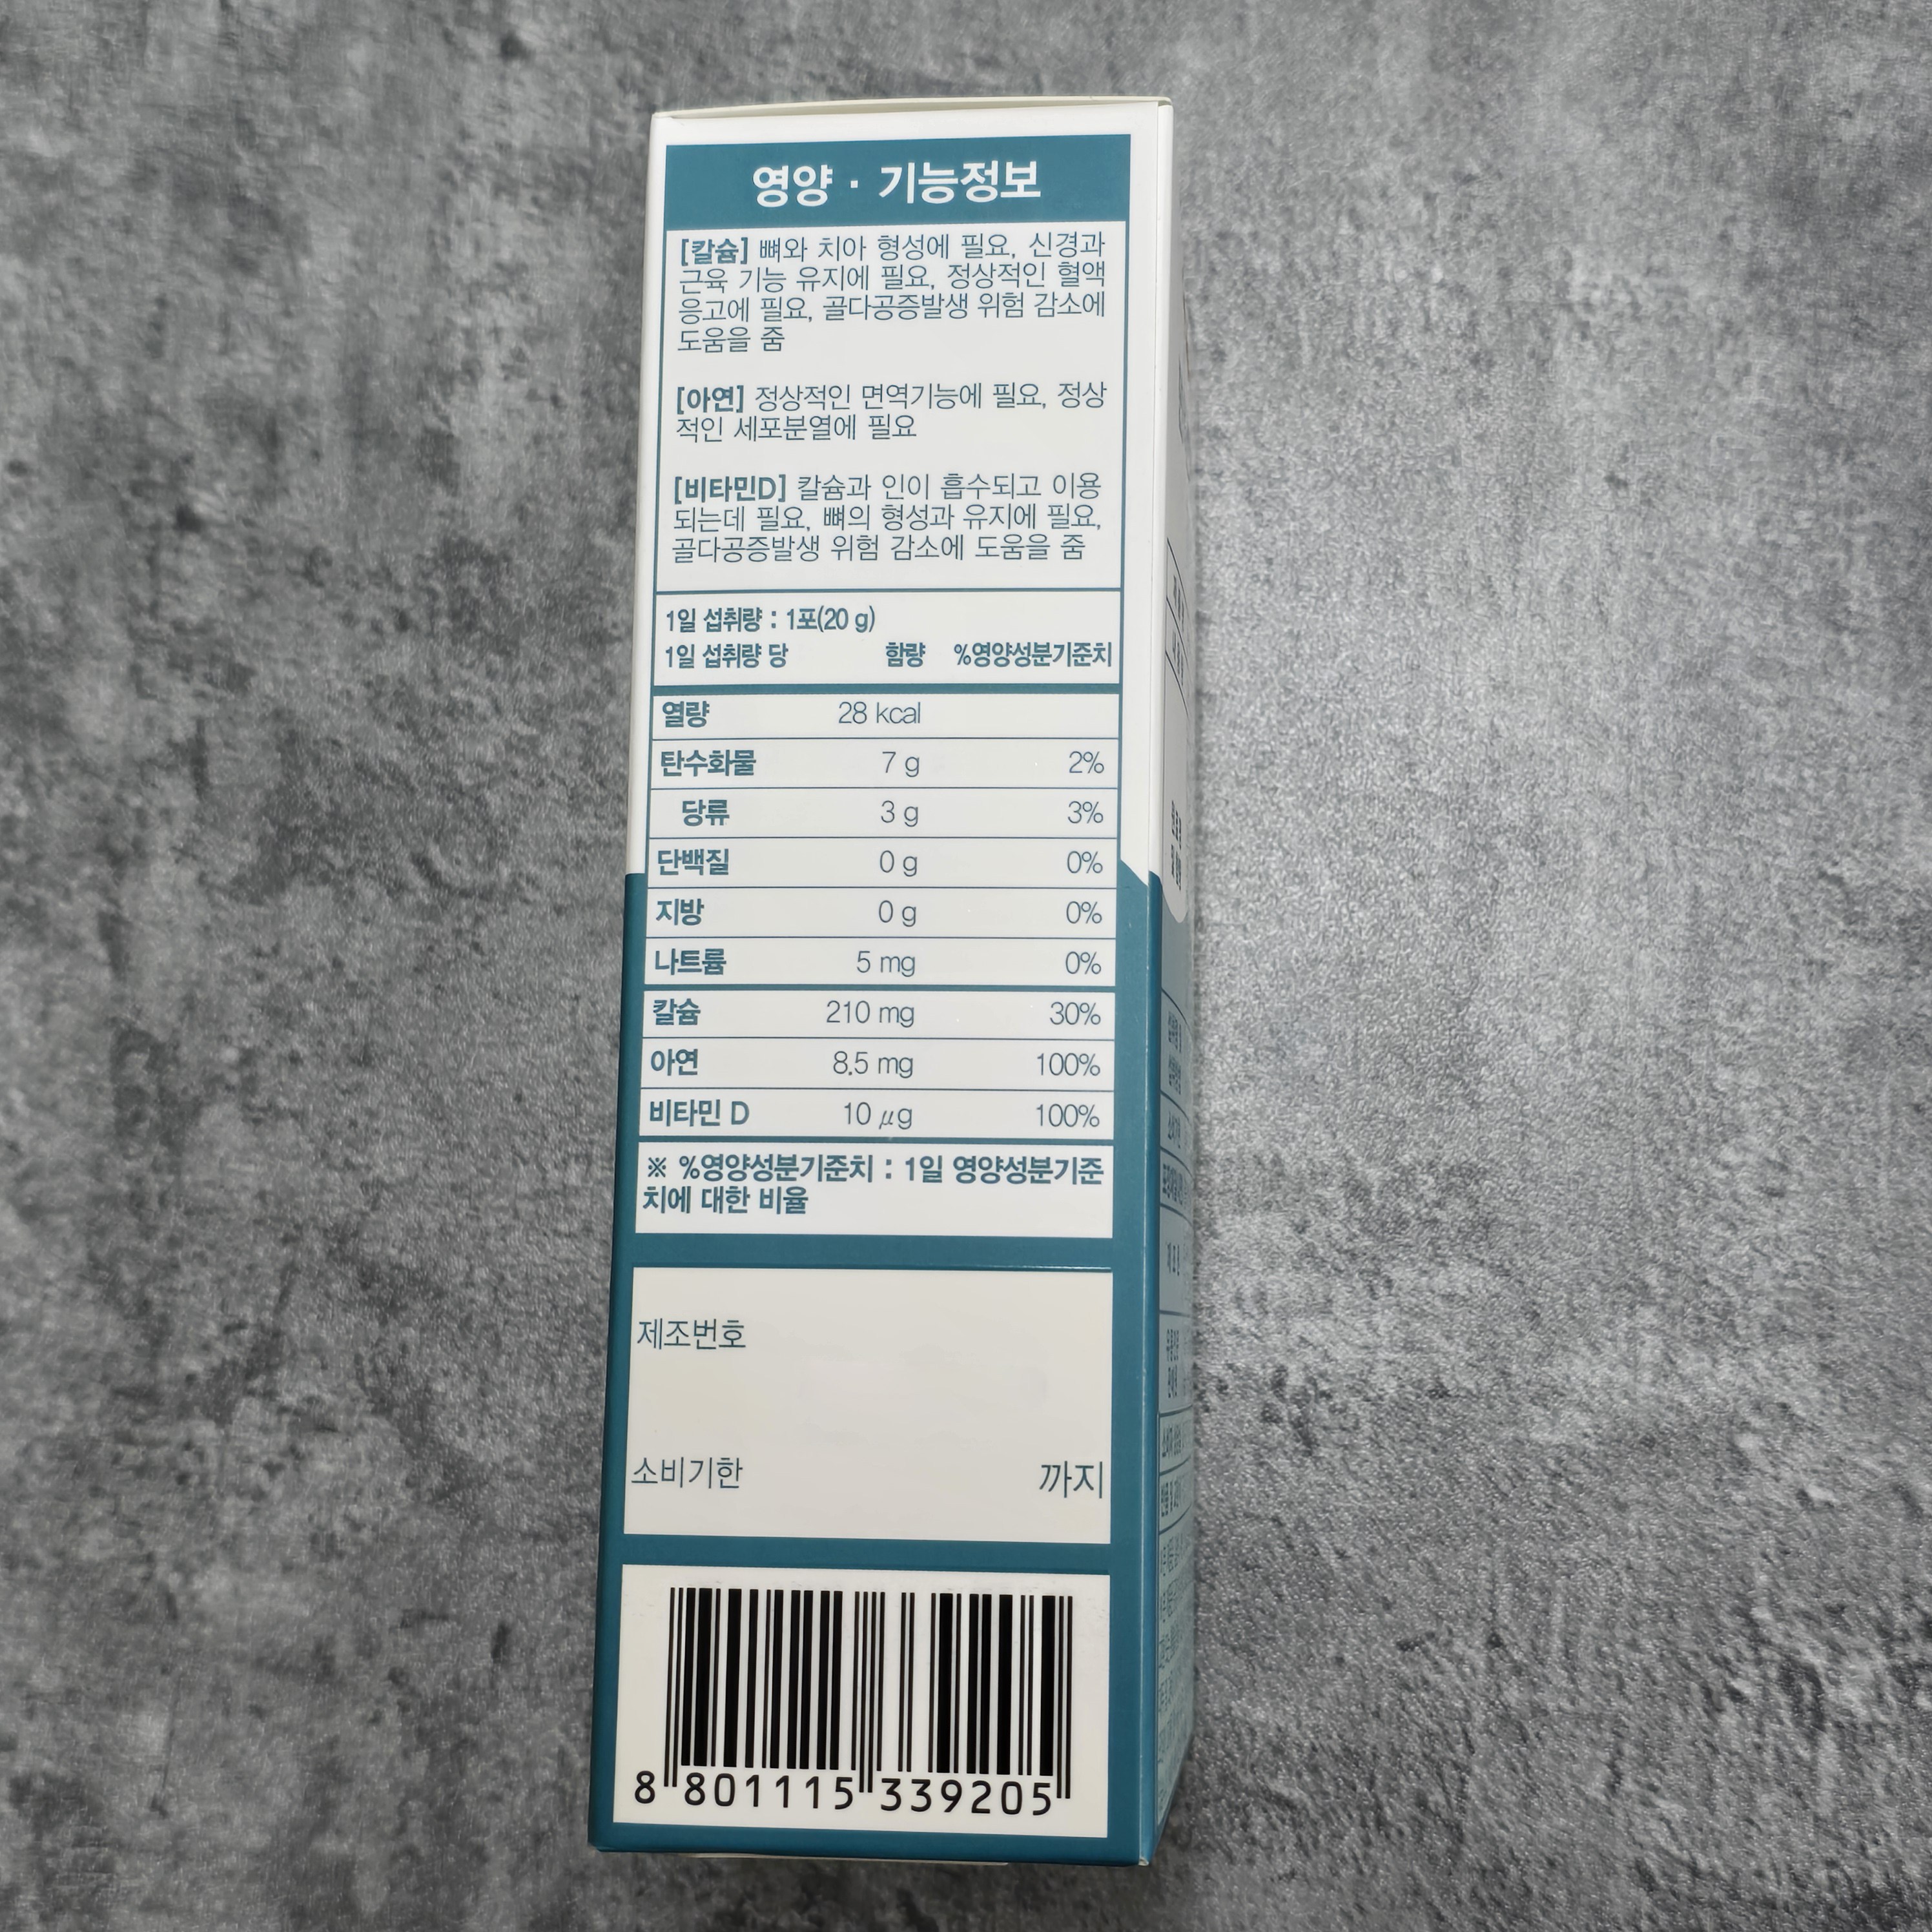 영양 · 기능정보
[칼슘] 뼈와 치아 형성에 필요, 신경과
근육 기능 유지에 필요, 정상적인 혈액
응고에 필요, 골다공증발생 위험 감소에
도움을 줌
[아연] 정상적인 면역기능에 필요, 정상
적인 세포분열에 필요
[비타민D] 칼슘과 인이 흡수되고 이용
되는데 필요, 뼈의 형성과 유지에 필요,
골다공증발생 위험 감소에 도움을 줌
1일 섭취량 : 1포(20 g)
1일 섭취량 당 함량 %영양성분기준치
열량 28 kcal
탄수화물 7 g 2%
당류 3 g 3%
단백질 0 g 0%
지방 0 g 0%
나트륨 5 mg 0%
칼슘 210 mg 30%
아연 8.5 mg 100%
비타민 D 10 μg 100%
※ %영양성분기준치 : 1일 영양성분기준
치에 대한 비율
제조번호
소비기한 까지
8 801115 339205